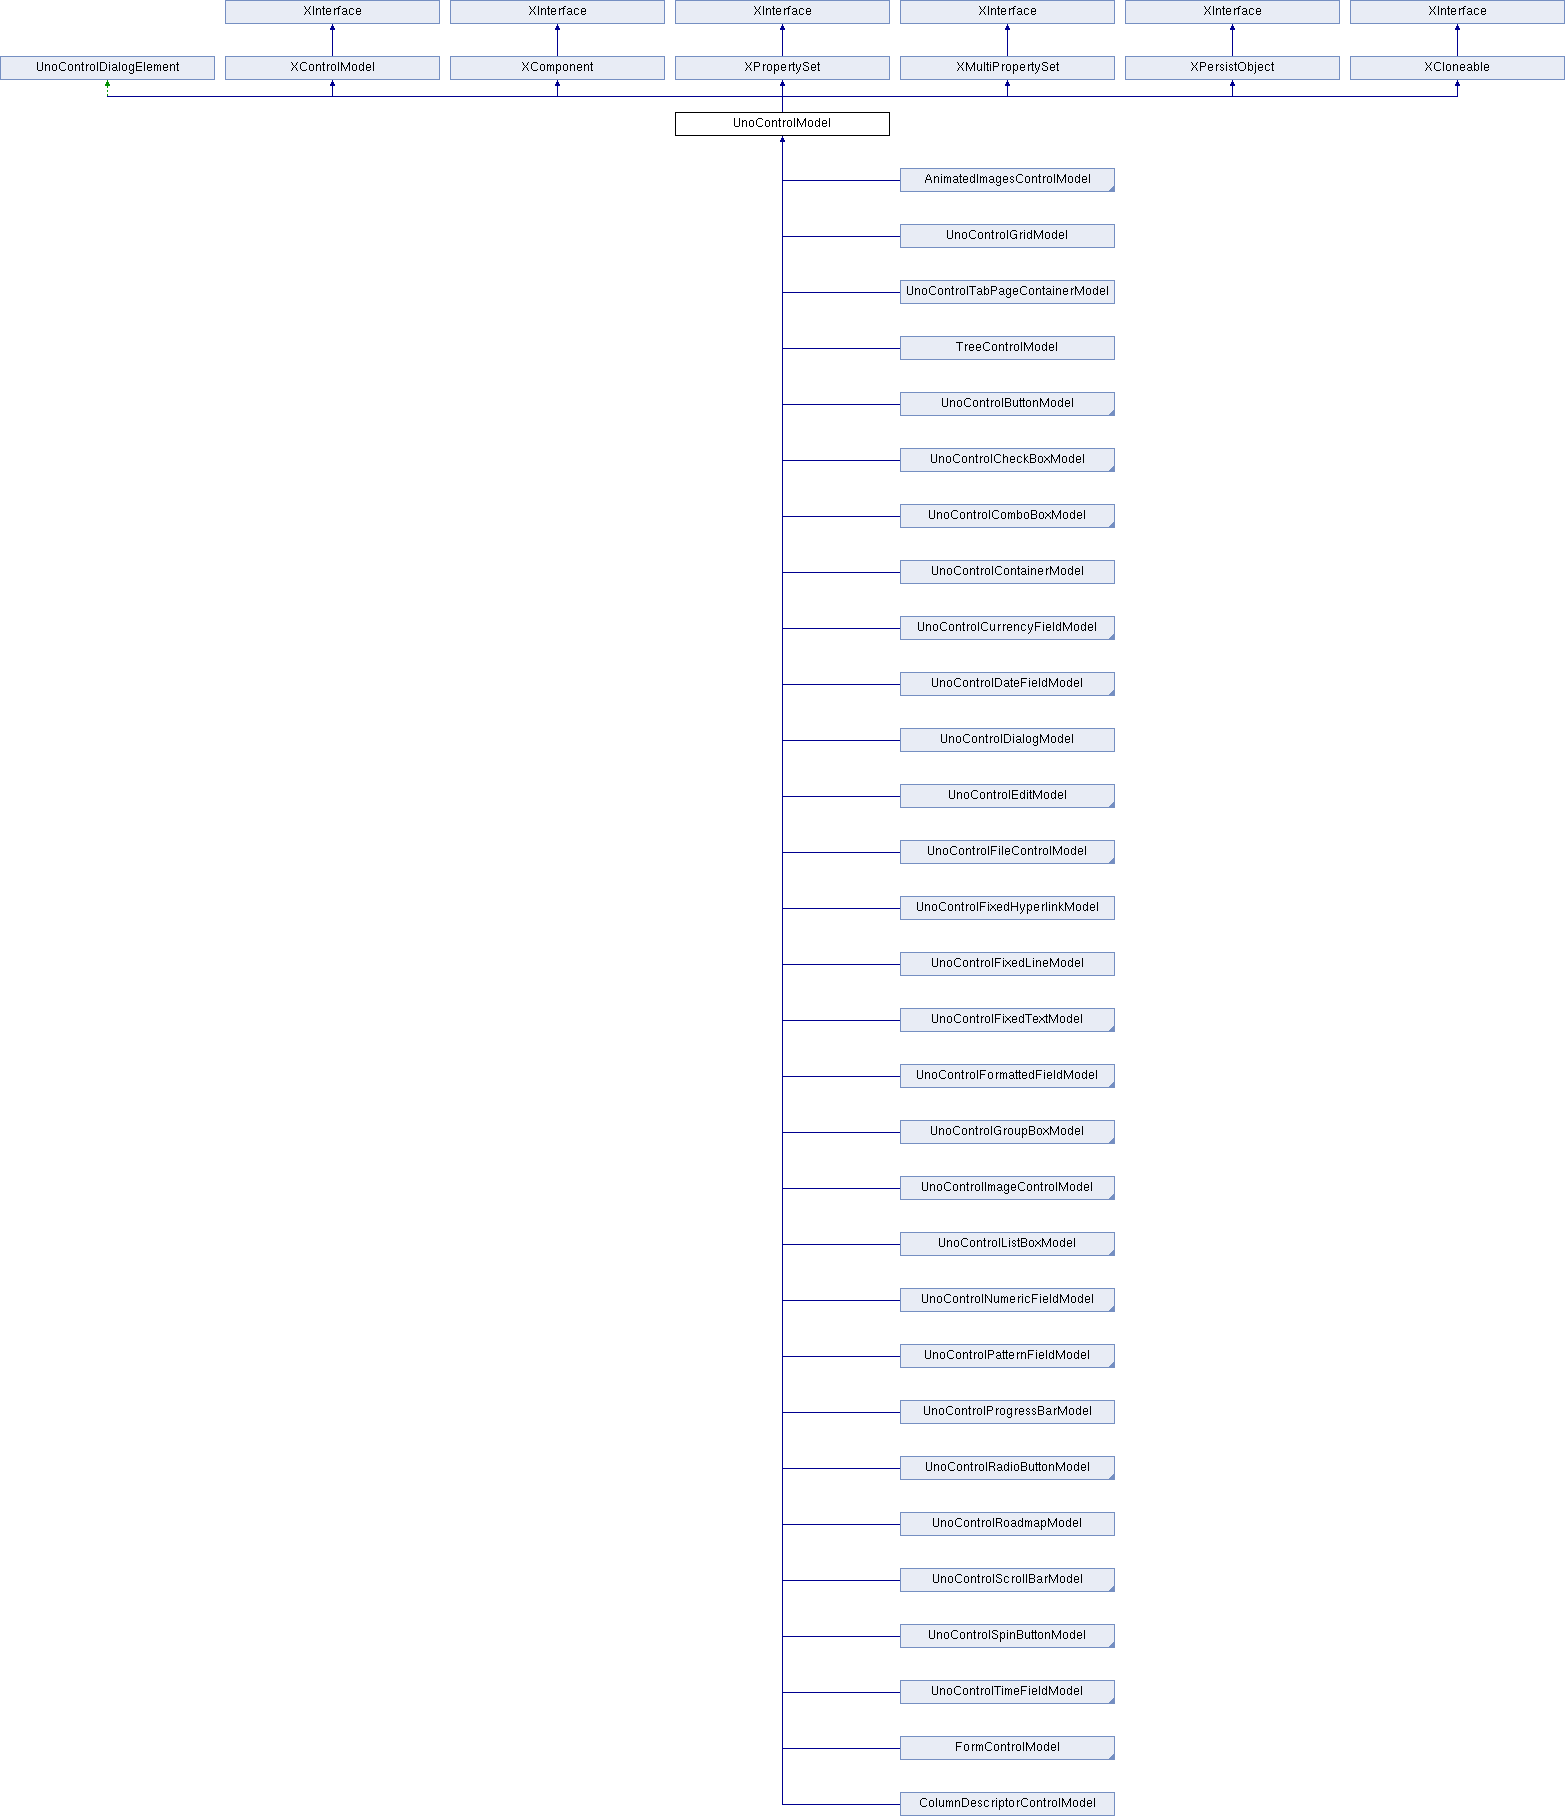 XInterface XInterface XInterface XInterface XInterface XInterface
UnoControlDialogElement XControlModel XComponent XPropertySet XMultiPropertySet XPersistObject XCloneable
UnoControlModel
AnimatedImagesControlModel
UnoControlGridModel
UnoControlTabPageContainerModel
TreeControlModel
UnoControlButtonModel
UnoControlCheckBoxModel
UnoControlComboBoxModel
UnoControlContainerModel
UnoControlCurrencyFieldModel
UnoControlDateFieldModel
UnoControlDialogModel
UnoControlEditModel
UnoControlFileControlModel
UnoControlFixedHyperlinkModel
UnoControlFixedLineModel
UnoControlFixedTextModel
UnoControlFormattedFieldModel
UnoControlGroupBoxModel
UnoControlImageControlModel
UnoControlListBoxModel
UnoControlNumericFieldModel
UnoControlPatternFieldModel
UnoControlProgressBarModel
UnoControlRadioButtonModel
UnoControlRoadmapModel
UnoControlScrollBarModel
UnoControlSpinButtonModel
UnoControlTimeFieldModel
FormControlModel
ColumnDescriptorControlModel